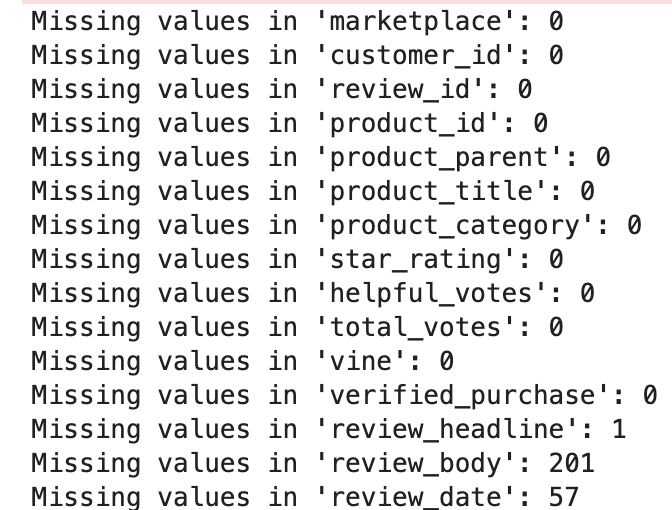 Missing values in 'marketplace': 0
Missing values in 'customer_id': 0
Missing values in 'review_id': 0
Missing values in 'product_id': 0
Missing values in 'product_parent': 0
Missing values in 'product_title': 0
Missing values in 'product_category': 0
Missing values in 'star_rating': 0
Missing values in 'helpful_votes': 0
Missing values in 'total_votes': 0
Missing values in 'vine': 0
Missing values in 'verified_purchase': 0
Missing values in 'review_headline': 1
Missing values in 'review_body': 201
Missing values in 'review_date': 57